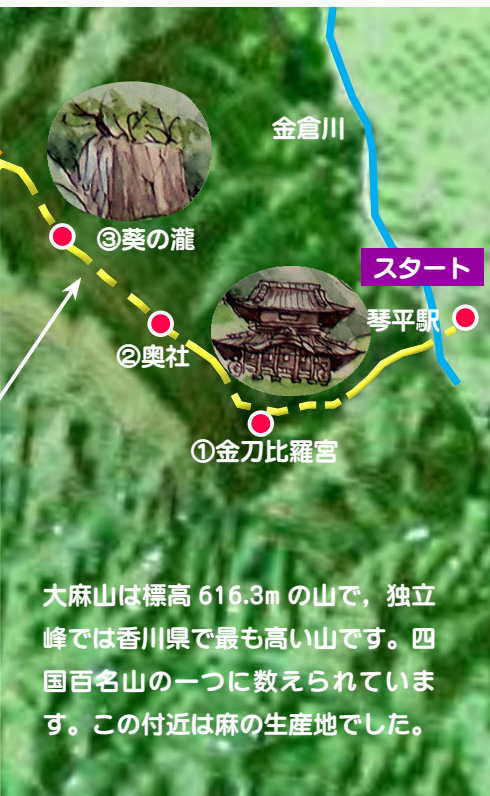 金倉川
③葵の瀧
スタート
琴平駅
②奥社
①金刀比羅宮
大麻山は標高 616.3m の山で，独立
峰では香川県で最も高い山です。四
国百名山の一つに数えられていま
す。この付近は麻の生産地でした。